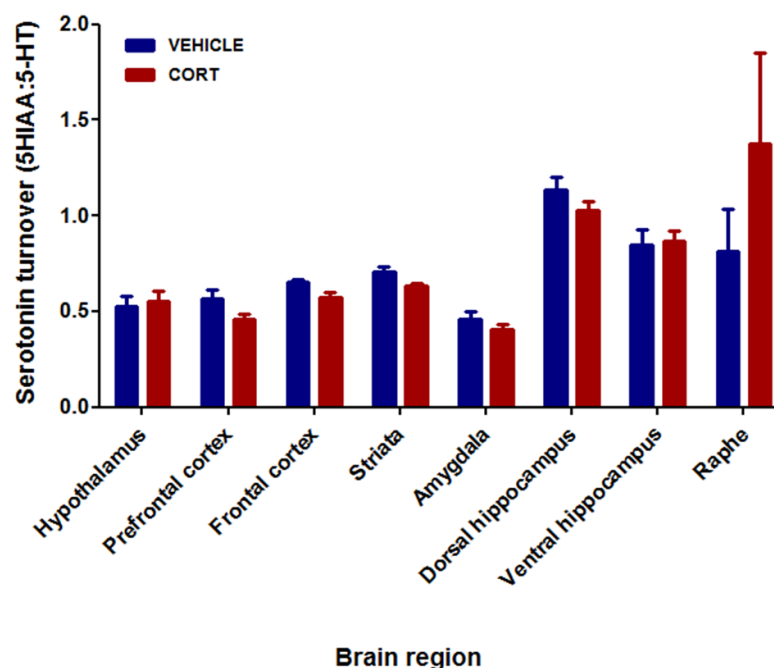 Serotonin turnover (5HIAA:5-HT)
2.0
1.5
1.0
0.5
0.0
VEHICLE
CORT
Hypothalamus
Prefrontal cortex
Frontal cortex
Striata
Amygdala
Dorsal hippocampus
Ventral hippocampus
Raphe
Brain region